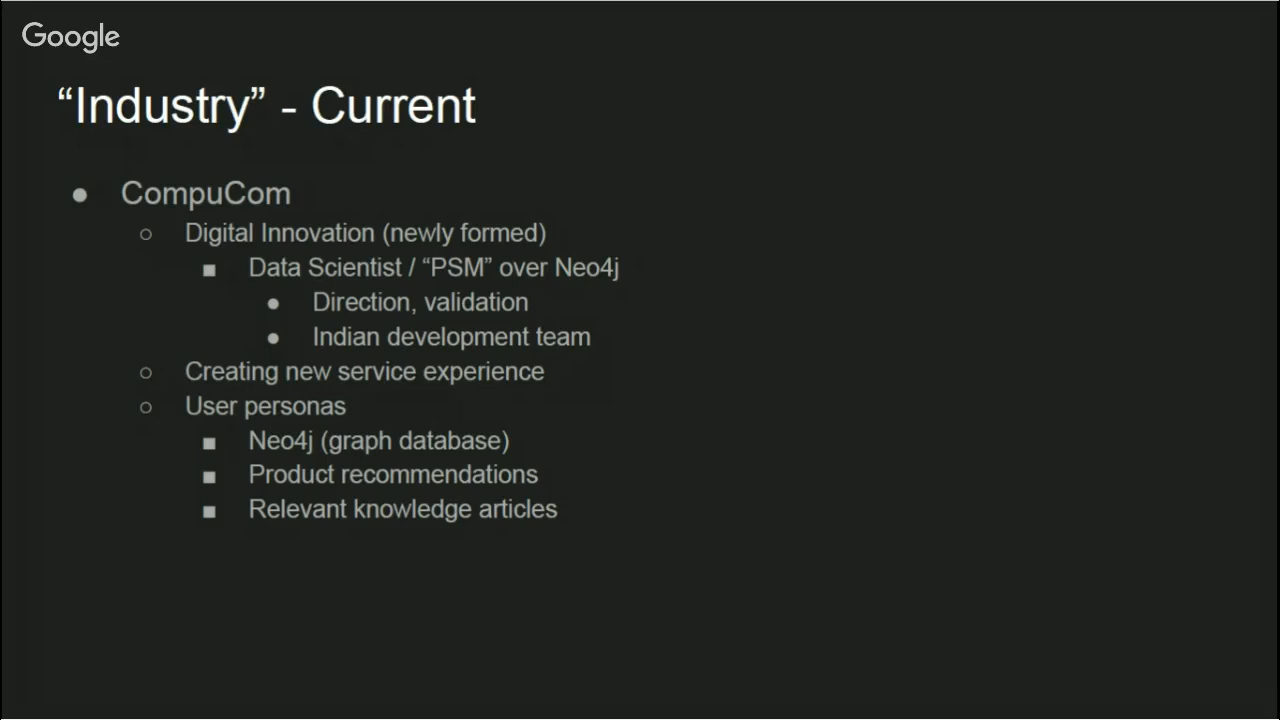 Google
“Industry” - Current
● CompuCom
○ Digital Innovation (newly formed)
■ Data Scientist / “PSM” over Neo4j
● Direction, validation
● Indian development team
○ Creating new service experience
○ User personas
■ Neo4j (graph database)
■ Product recommendations
■ Relevant knowledge articles